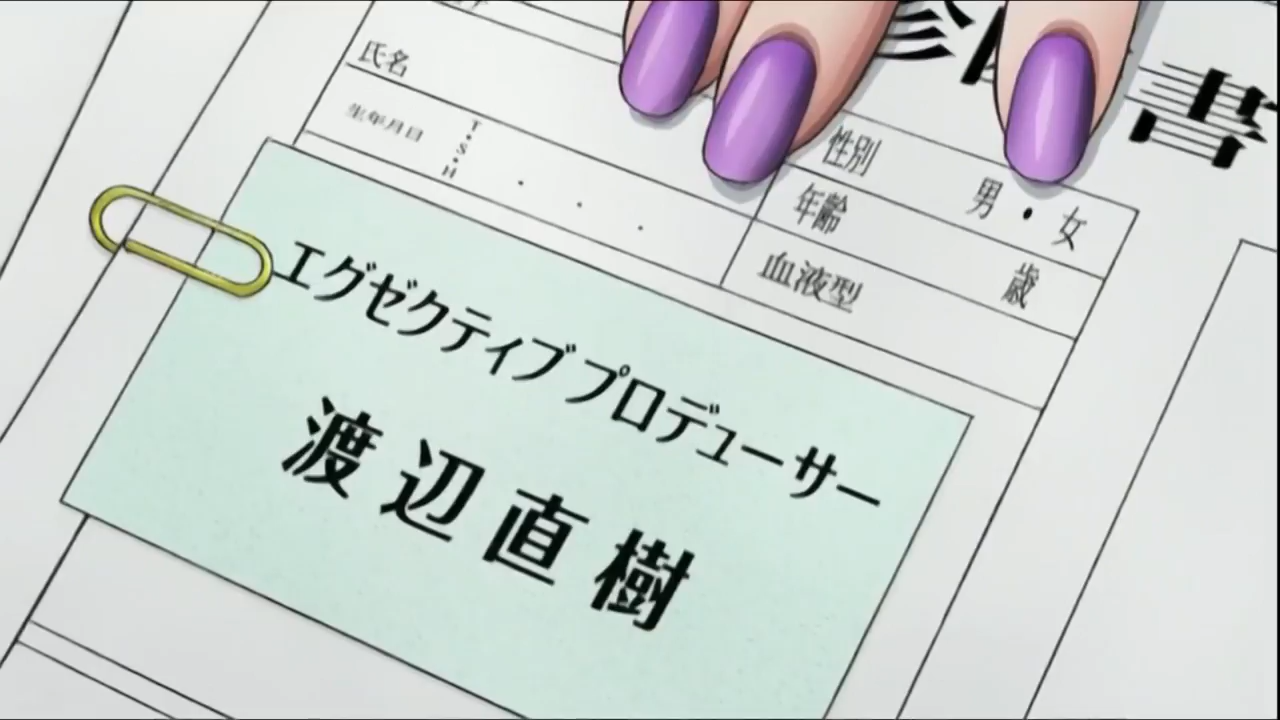 書
氏名
性別 男・女
生年月日 T・S・H ・ ・ ・
年齢 歳
血液型
エグゼクティブプロデューサー
渡辺直樹